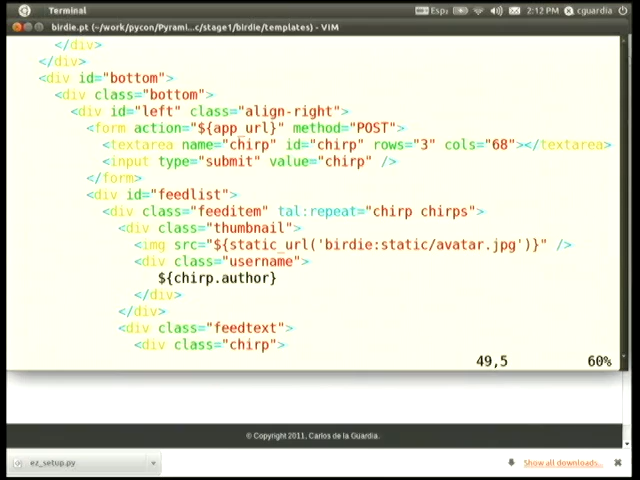 Terminal
Esp₂
2:12 PM
cguardia
birdie.pt (~/work/pycon/Pyrami...c/stage1/birdie/templates) - VIM
</div>
</div>
<div id="bottom">
<div class="bottom">
<div id="left" class="align-right">
<form action="${app_url}" method="POST">
<textarea name="chirp" id="chirp" rows="3" cols="68"></textarea>
<input type="submit" value="chirp" />
</form>
<div id="feedlist">
<div class="feeditem" tal:repeat="chirp chirps">
<div class="thumbnail">
<img src="${static_url('birdie:static/avatar.jpg')}" />
<div class="username">
${chirp.author}
</div>
</div>
<div class="feedtext">
<div class="chirp">
49,5 60%
© Copyright 2011, Carlos de la Guardia.
ez_setup.py
Show all downloads...